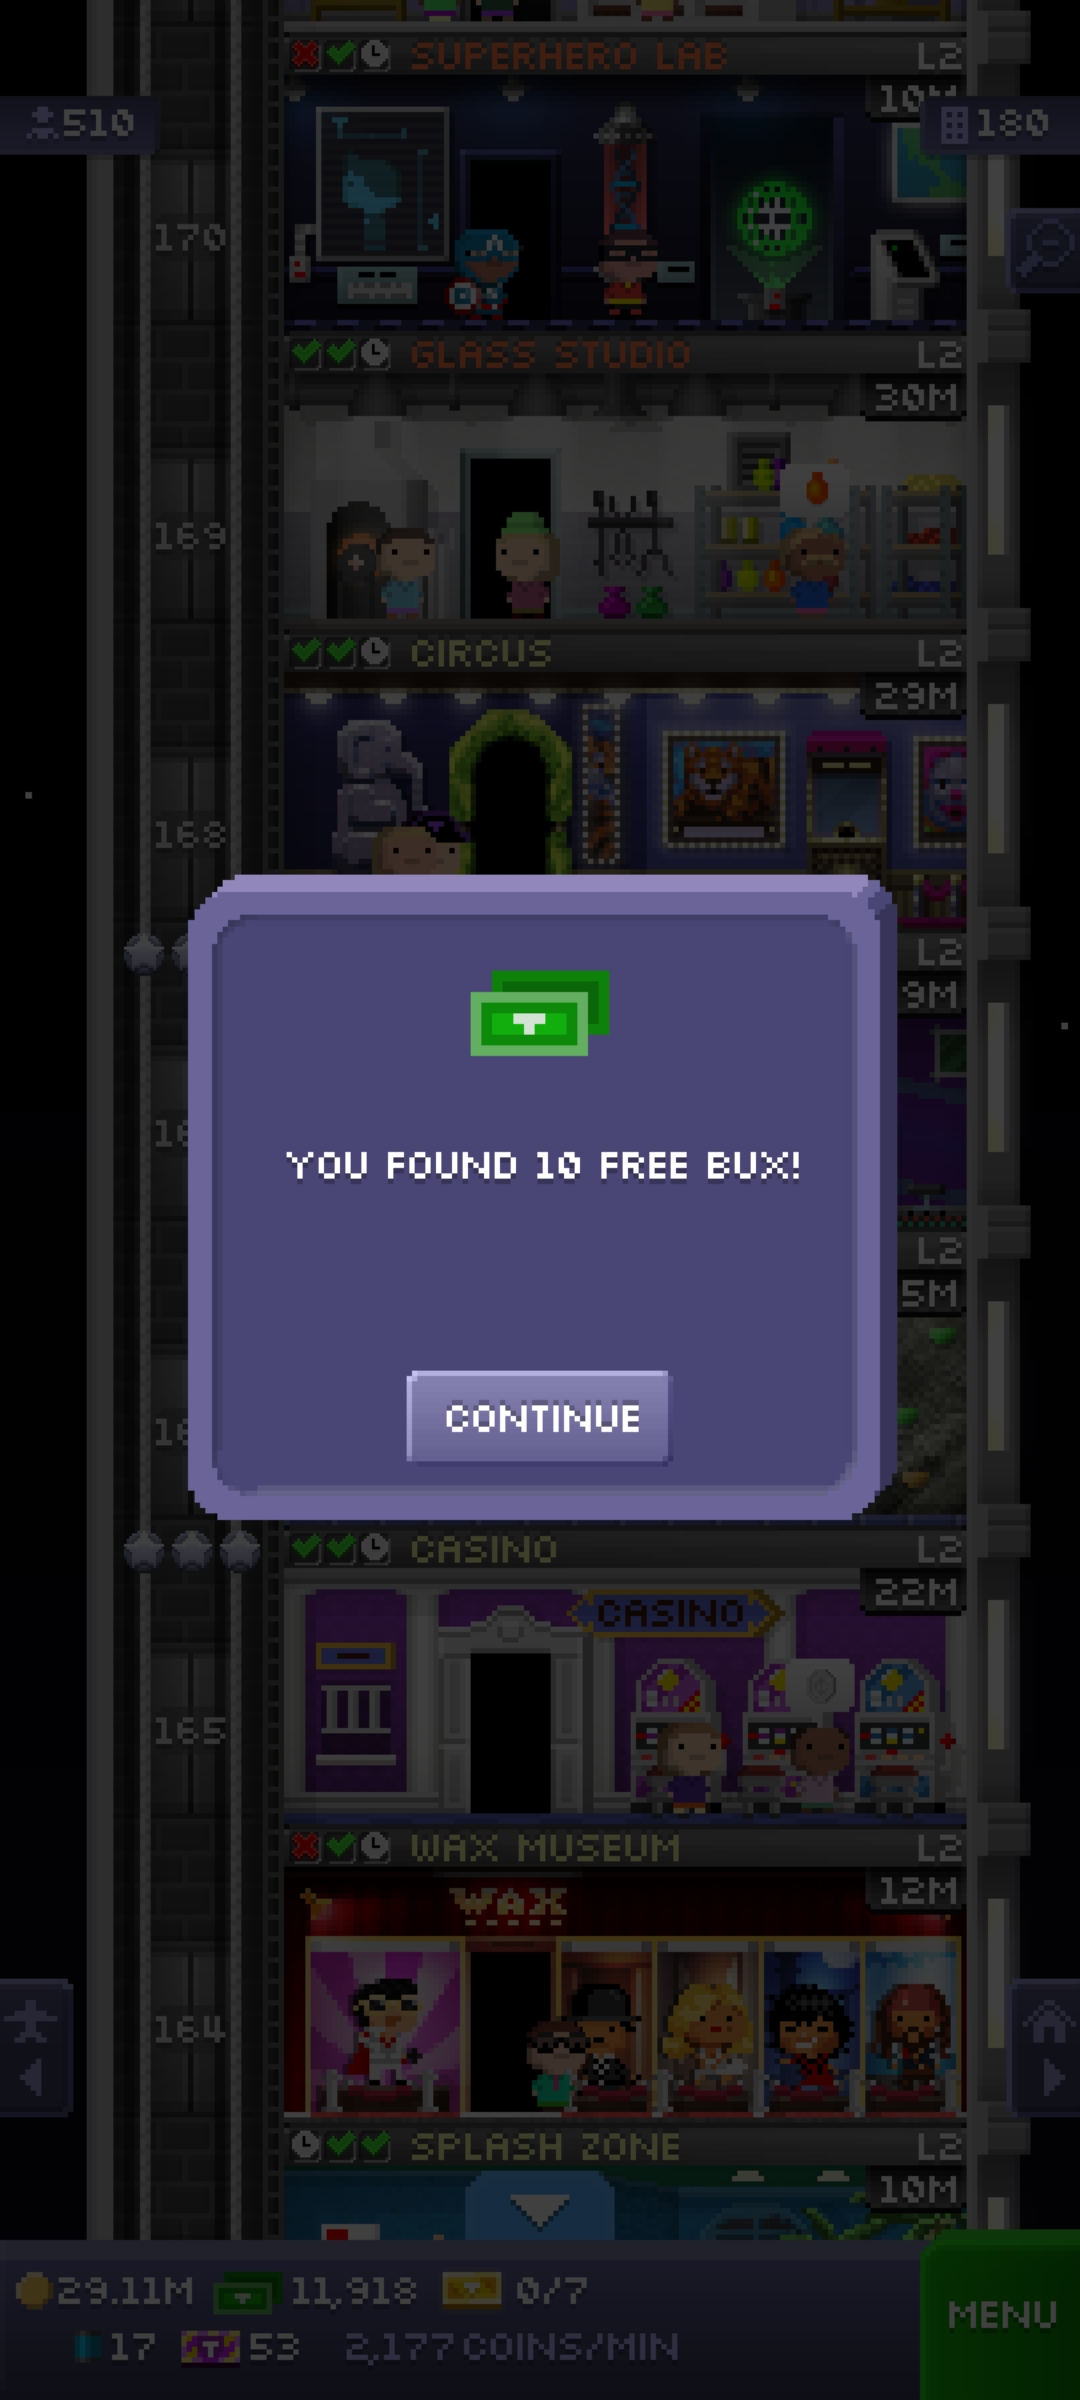 SUPERHERO LAB L2
10M
510
180
170
GLASS STUDIO L2
30M
169
CIRCUS L2
29M
168
L2
9M
YOU FOUND 10 FREE BUX!
L2
5M
CONTINUE
CASINO L2
22M
CASINO
165
WAX MUSEUM L2
12M
WAX
164
SPLASH ZONE L2
10M
29.11M 11,918 0/7
MENU
17 53 2,177 COINS/MIN